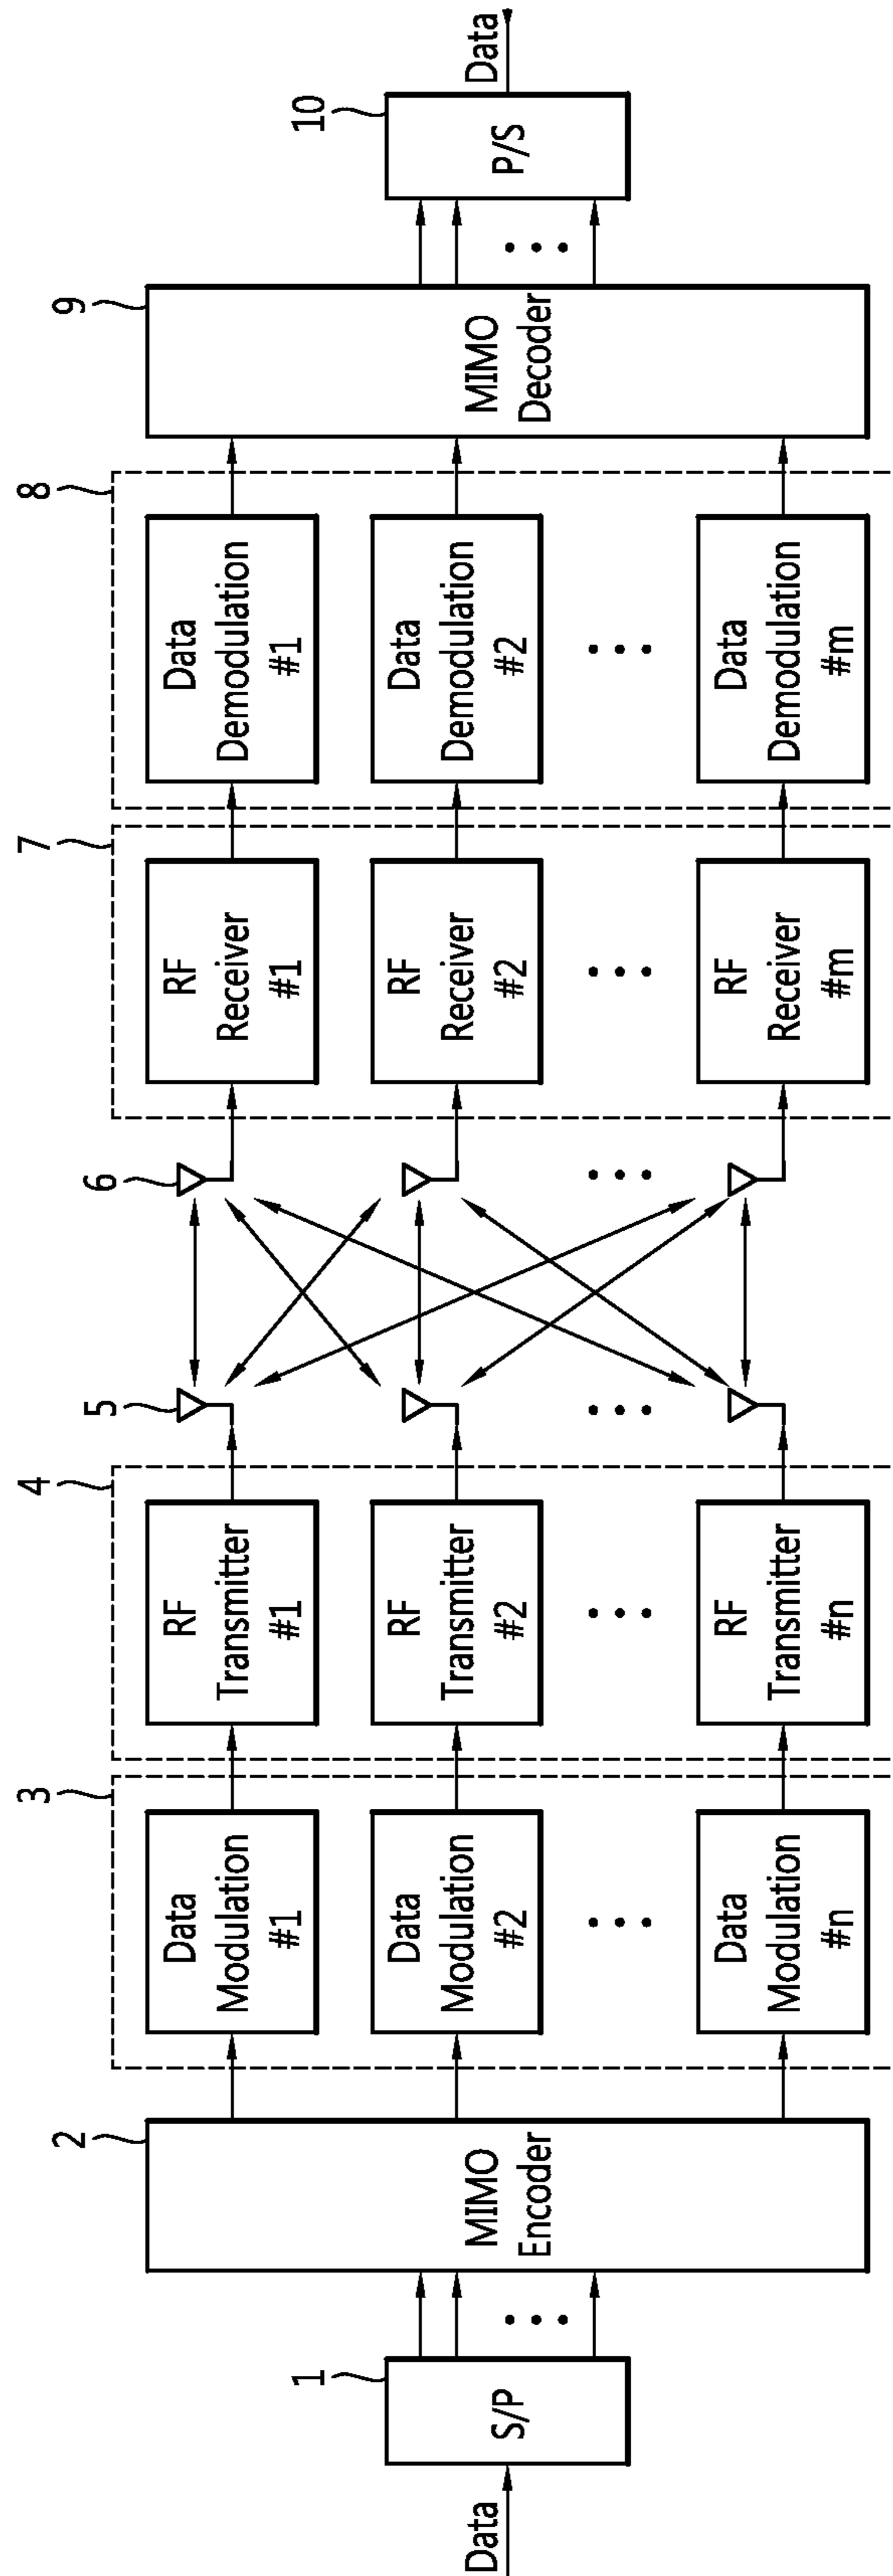 Data
1
S/P
2
MIMO
Encoder
3
Data
Modulation
#1
Data
Modulation
#2
Data
Modulation
#n
4
RF
Transmitter
#1
RF
Transmitter
#2
RF
Transmitter
#n
5
6
7
RF
Receiver
#1
RF
Receiver
#2
RF
Receiver
#m
8
Data
Demodulation
#1
Data
Demodulation
#2
Data
Demodulation
#m
9
MIMO
Decoder
10
P/S
Data